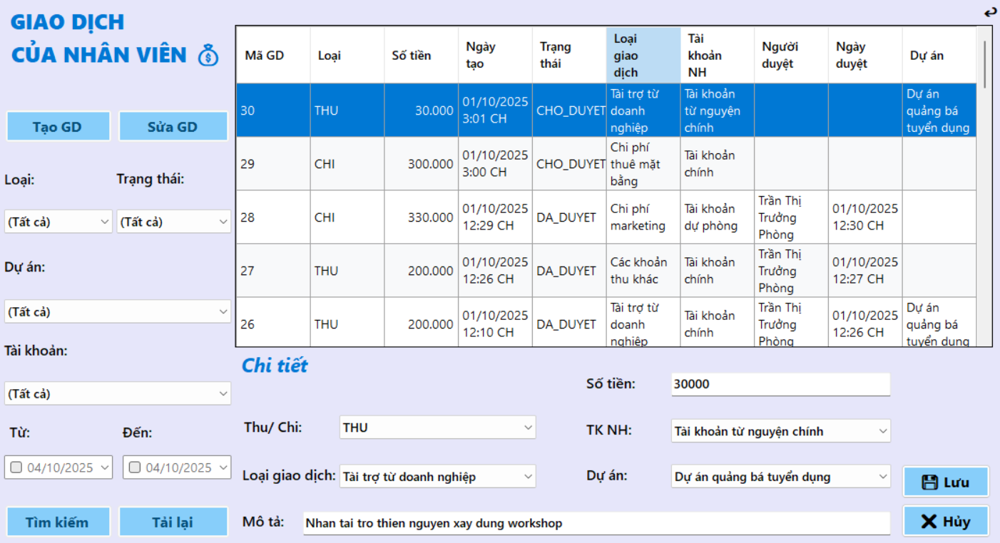 GIAO DỊCH
CỦA NHÂN VIÊN
Tạo GD
Sửa GD
Loại:
Trạng thái:
(Tất cả)
(Tất cả)
Dự án:
(Tất cả)
Tài khoản:
(Tất cả)
Từ:
Đến:
04/10/2025
04/10/2025
Tìm kiếm
Tải lại
Mã GD
Loại
Số tiền
Ngày
tạo
Trạng
thái
Loại
giao
dịch
Tài
khoản
NH
Người
duyệt
Ngày
duyệt
Dự án
30
THU
30.000
01/10/2025
3:01 CH
CHO_DUYET
Tài trợ từ
doanh
nghiệp
Tài khoản
từ nguyện
chính
Dự án
quảng bá
tuyển dụng
29
CHI
300.000
01/10/2025
3:00 CH
CHO_DUYET
Chi phí
thuê mặt
bằng
Tài khoản
chính
28
CHI
330.000
01/10/2025
12:29 CH
DA_DUYET
Chi phí
marketing
Tài khoản
dự phòng
Trần Thị
Trưởng
Phòng
01/10/2025
12:30 CH
27
THU
200.000
01/10/2025
12:26 CH
DA_DUYET
Các khoản
thu khác
Tài khoản
chính
Trần Thị
Trưởng
Phòng
01/10/2025
12:27 CH
26
THU
200.000
01/10/2025
12:10 CH
DA_DUYET
Tài trợ từ
doanh
nghiệp
Tài khoản
chính
Trần Thị
Trưởng
Phòng
01/10/2025
12:26 CH
Dự án
quảng bá
tuyển dụng
Chi tiết
Số tiền:
30000
Thu/ Chi:
THU
TK NH:
Tài khoản từ nguyện chính
Loại giao dịch:
Tài trợ từ doanh nghiệp
Dự án:
Dự án quảng bá tuyển dụng
Lưu
Mô tả:
Nhan tai tro thien nguyen xay dung workshop
Hủy